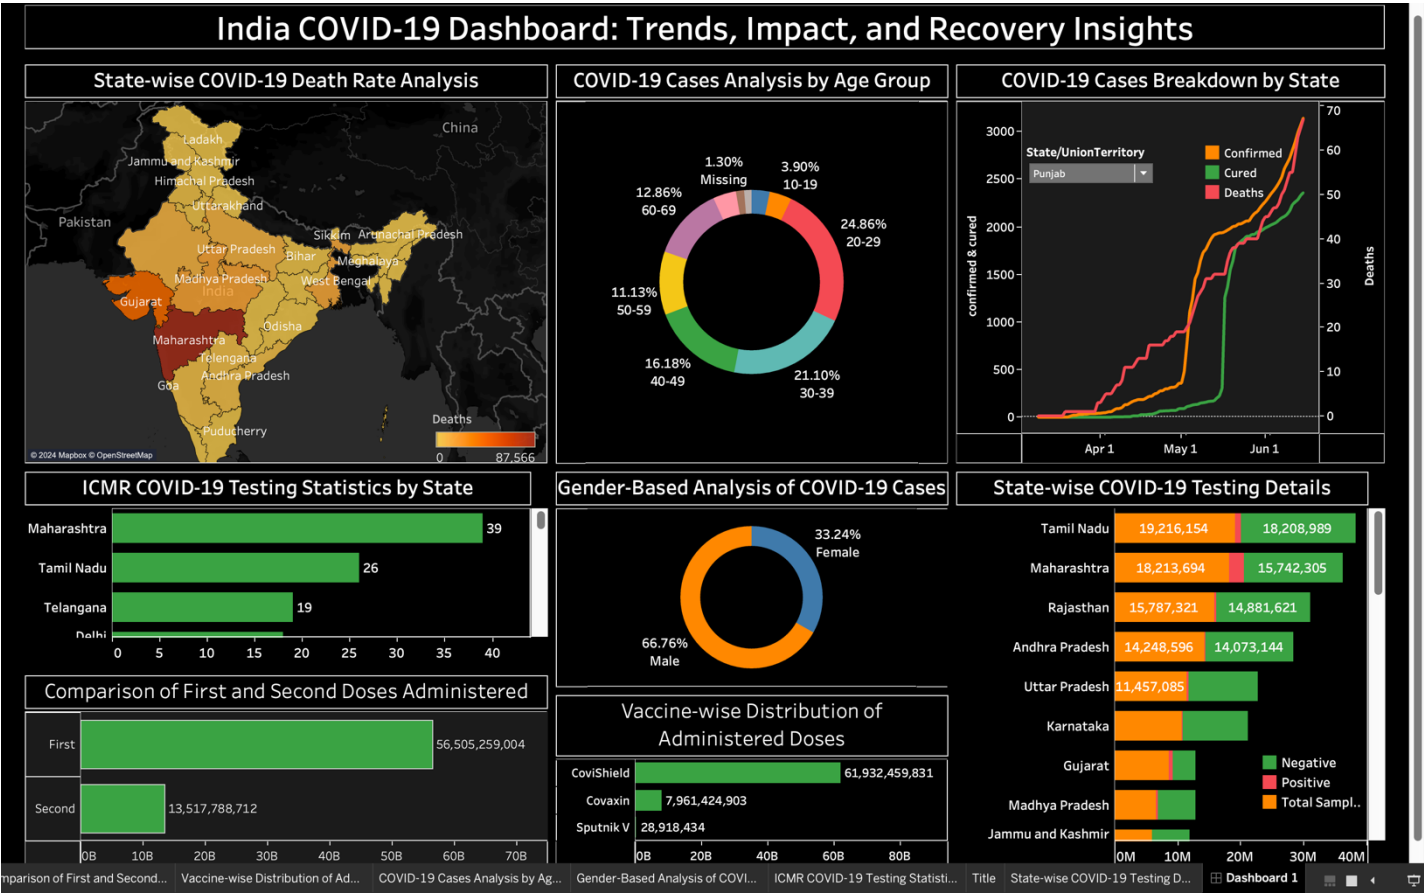 India COVID-19 Dashboard: Trends, Impact, and Recovery Insights
State-wise COVID-19 Death Rate Analysis
China
Ladakh
Jammu and Kashmir
Himachal Pradesh
Uttarakhand
Pakistan
Sikkim
Arunachal Pradesh
Uttar Pradesh
Bihar
Meghalaya
Madhya Pradesh
West Bengal
India
Gujarat
Odisha
Maharashtra
Telangana
Andhra Pradesh
Goa
Puducherry
Deaths
0 87,566
© 2024 Mapbox © OpenStreetMap
COVID-19 Cases Analysis by Age Group
1.30%
Missing
3.90%
10-19
12.86%
60-69
24.86%
20-29
11.13%
50-59
16.18%
40-49
21.10%
30-39
COVID-19 Cases Breakdown by State
State/UnionTerritory
Punjab
Confirmed
Cured
Deaths
confirmed & cured
3000
2500
2000
1500
1000
500
0
70
60
50
40
30
20
10
0
Deaths
Apr 1 May 1 Jun 1
ICMR COVID-19 Testing Statistics by State
Maharashtra 39
Tamil Nadu 26
Telangana 19
Delhi
0 5 10 15 20 25 30 35 40
Gender-Based Analysis of COVID-19 Cases
33.24%
Female
66.76%
Male
State-wise COVID-19 Testing Details
Tamil Nadu 19,216,154 18,208,989
Maharashtra 18,213,694 15,742,305
Rajasthan 15,787,321 14,881,621
Andhra Pradesh 14,248,596 14,073,144
Uttar Pradesh 11,457,085
Karnataka
Gujarat
Madhya Pradesh
Jammu and Kashmir
Negative
Positive
Total Sampl..
0M 10M 20M 30M 40M
Comparison of First and Second Doses Administered
First 56,505,259,004
Second 13,517,788,712
0B 10B 20B 30B 40B 50B 60B 70B
Vaccine-wise Distribution of
Administered Doses
CoviShield 61,932,459,831
Covaxin 7,961,424,903
Sputnik V 28,918,434
0B 20B 40B 60B 80B
mparison of First and Second... Vaccine-wise Distribution of Ad... COVID-19 Cases Analysis by Ag... Gender-Based Analysis of COVI... ICMR COVID-19 Testing Statisti... Title State-wise COVID-19 Testing D... Dashboard 1